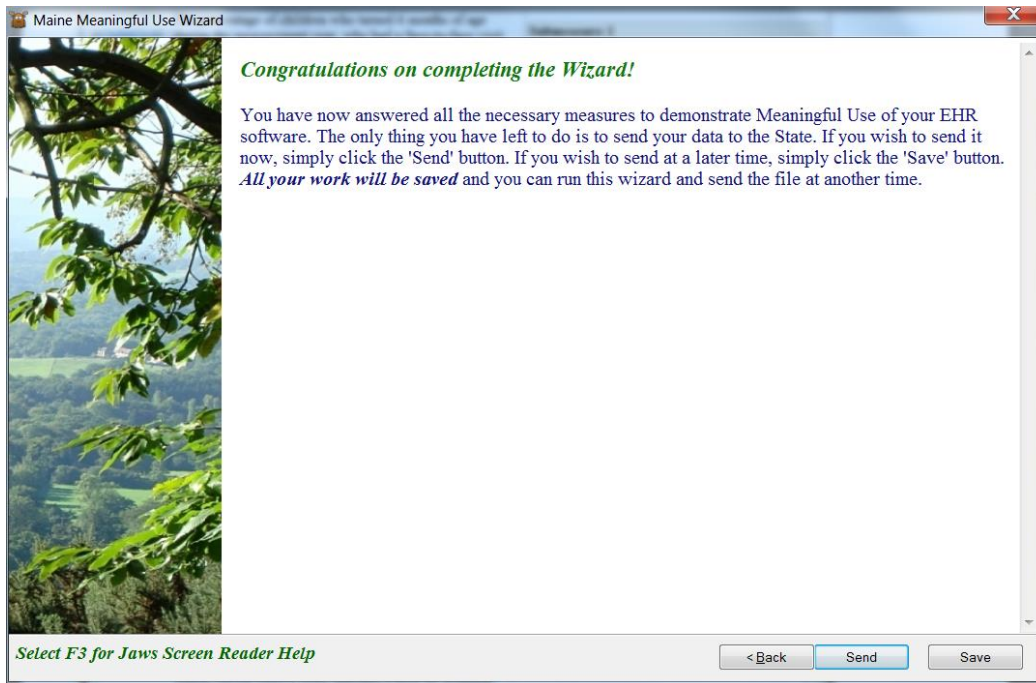 Maine Meaningful Use Wizard
Congratulations on completing the Wizard!
You have now answered all the necessary measures to demonstrate Meaningful Use of your EHR
software. The only thing you have left to do is to send your data to the State. If you wish to send it
now, simply click the 'Send' button. If you wish to send at a later time, simply click the 'Save' button.
All your work will be saved and you can run this wizard and send the file at another time.
Select F3 for Jaws Screen Reader Help
< Back Send Save